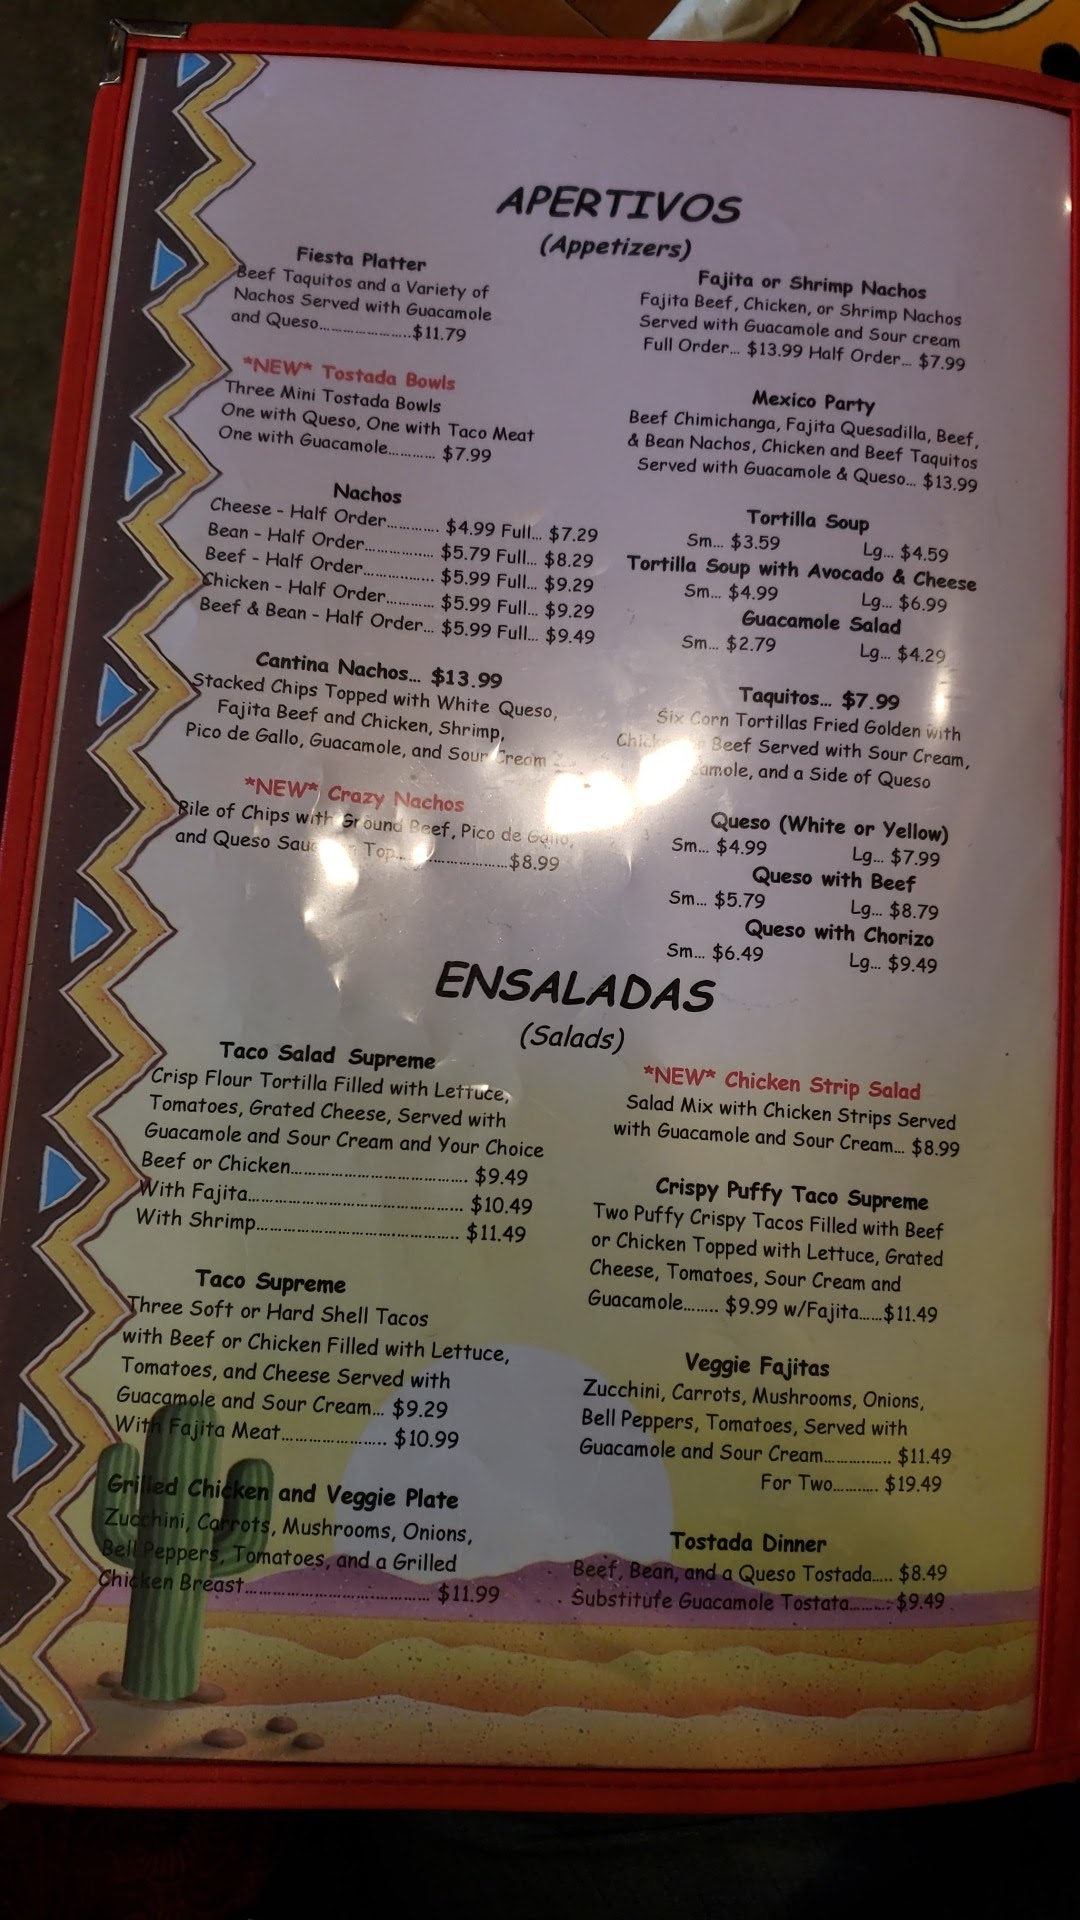 APERTIVOS
(Appetizers)
Fiesta Platter
Beef Taquitos and a Variety of
Nachos Served with Guacamole
and Queso.....................$11.79
*NEW* Tostada Bowls
Three Mini Tostada Bowls
One with Queso, One with Taco Meat
One with Guacamole............ $7.99
Nachos
Cheese - Half Order............. $4.99 Full... $7.29
Bean - Half Order................. $5.79 Full... $8.29
Beef - Half Order.................. $5.99 Full... $9.29
Chicken - Half Order............ $5.99 Full... $9.29
Beef & Bean - Half Order... $5.99 Full... $9.49
Cantina Nachos... $13.99
Stacked Chips Topped with White Queso,
Fajita Beef and Chicken, Shrimp,
Pico de Gallo, Guacamole, and Sour Cream
*NEW* Crazy Nachos
Bile of Chips with Ground Beef, Pico de Gallo,
and Queso Top.......................$8.99
Fajita or Shrimp Nachos
Fajita Beef, Chicken, or Shrimp Nachos
Served with Guacamole and Sour cream
Full Order... $13.99 Half Order... $7.99
Mexico Party
Beef Chimichanga, Fajita Quesadilla, Beef,
& Bean Nachos, Chicken and Beef Taquitos
Served with Guacamole & Queso... $13.99
Tortilla Soup
Sm... $3.59 Lg... $4.59
Tortilla Soup with Avocado & Cheese
Sm... $4.99 Lg... $6.99
Guacamole Salad
Sm... $2.79 Lg... $4.29
Taquitos... $7.99
Six Corn Tortillas Fried Golden with
Beef Served with Sour Cream,
and a Side of Queso
Queso (White or Yellow)
Sm... $4.99 Lg... $7.99
Queso with Beef
Sm... $5.79 Lg... $8.79
Queso with Chorizo
Sm... $6.49 Lg... $9.49
ENSALADAS
(Salads)
Taco Salad Supreme
Crisp Flour Tortilla Filled with Lettuce,
Tomatoes, Grated Cheese, Served with
Guacamole and Sour Cream and Your Choice
Beef or Chicken.................................. $9.49
With Fajita.......................................... $10.49
With Shrimp....................................... $11.49
Taco Supreme
Three Soft or Hard Shell Tacos
with Beef or Chicken Filled with Lettuce,
Tomatoes, and Cheese Served with
Guacamole and Sour Cream... $9.29
With Fajita Meat..................... $10.99
Grilled Chicken and Veggie Plate
Zucchini, Carrots, Mushrooms, Onions,
Bell Peppers, Tomatoes, and a Grilled
Chicken Breast.................................... $11.99
*NEW* Chicken Strip Salad
Salad Mix with Chicken Strips Served
with Guacamole and Sour Cream... $8.99
Crispy Puffy Taco Supreme
Two Puffy Crispy Tacos Filled with Beef
or Chicken Topped with Lettuce, Grated
Cheese, Tomatoes, Sour Cream and
Guacamole........ $9.99 w/Fajita......$11.49
Veggie Fajitas
Zucchini, Carrots, Mushrooms, Onions,
Bell Peppers, Tomatoes, Served with
Guacamole and Sour Cream................ $11.49
For Two........... $19.49
Tostada Dinner
Beef, Bean, and a Queso Tostada..... $8.49
Substitute Guacamole Tostata......... $9.49